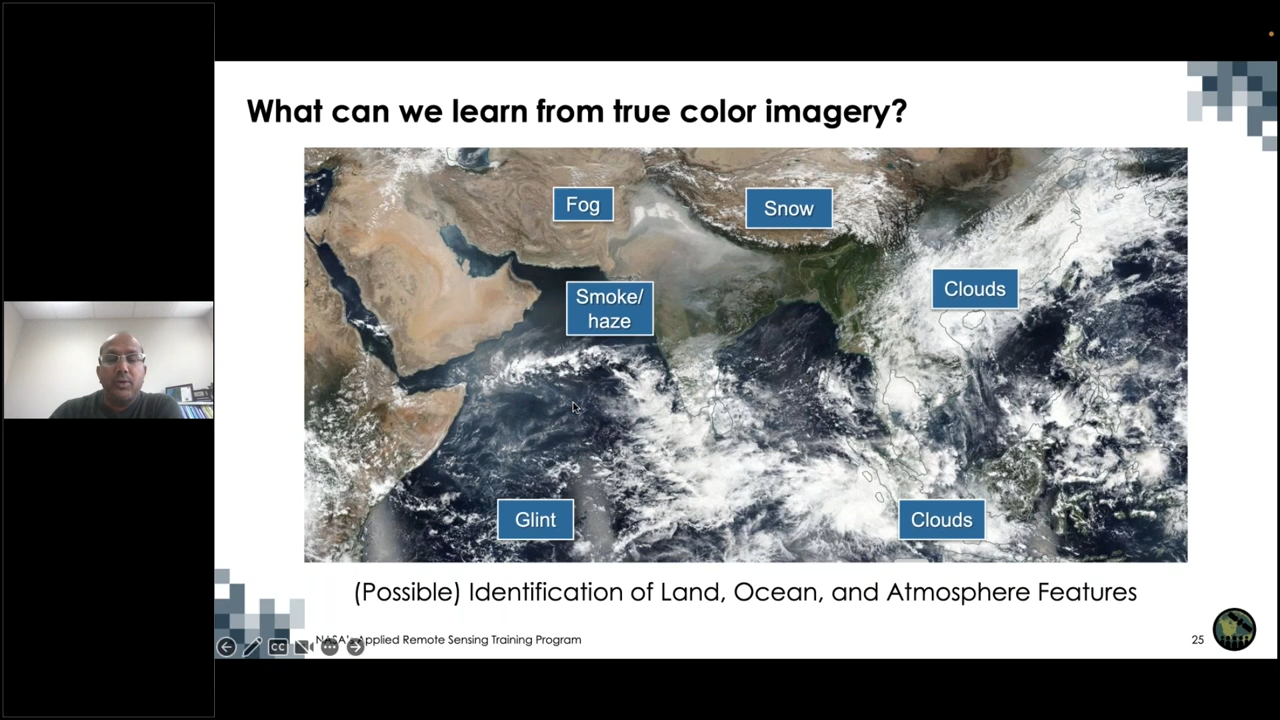 What can we learn from true color imagery?
Fog
Snow
Smoke/
haze
Clouds
Glint
Clouds
(Possible) Identification of Land, Ocean, and Atmosphere Features
NASA's Applied Remote Sensing Training Program
25
CC